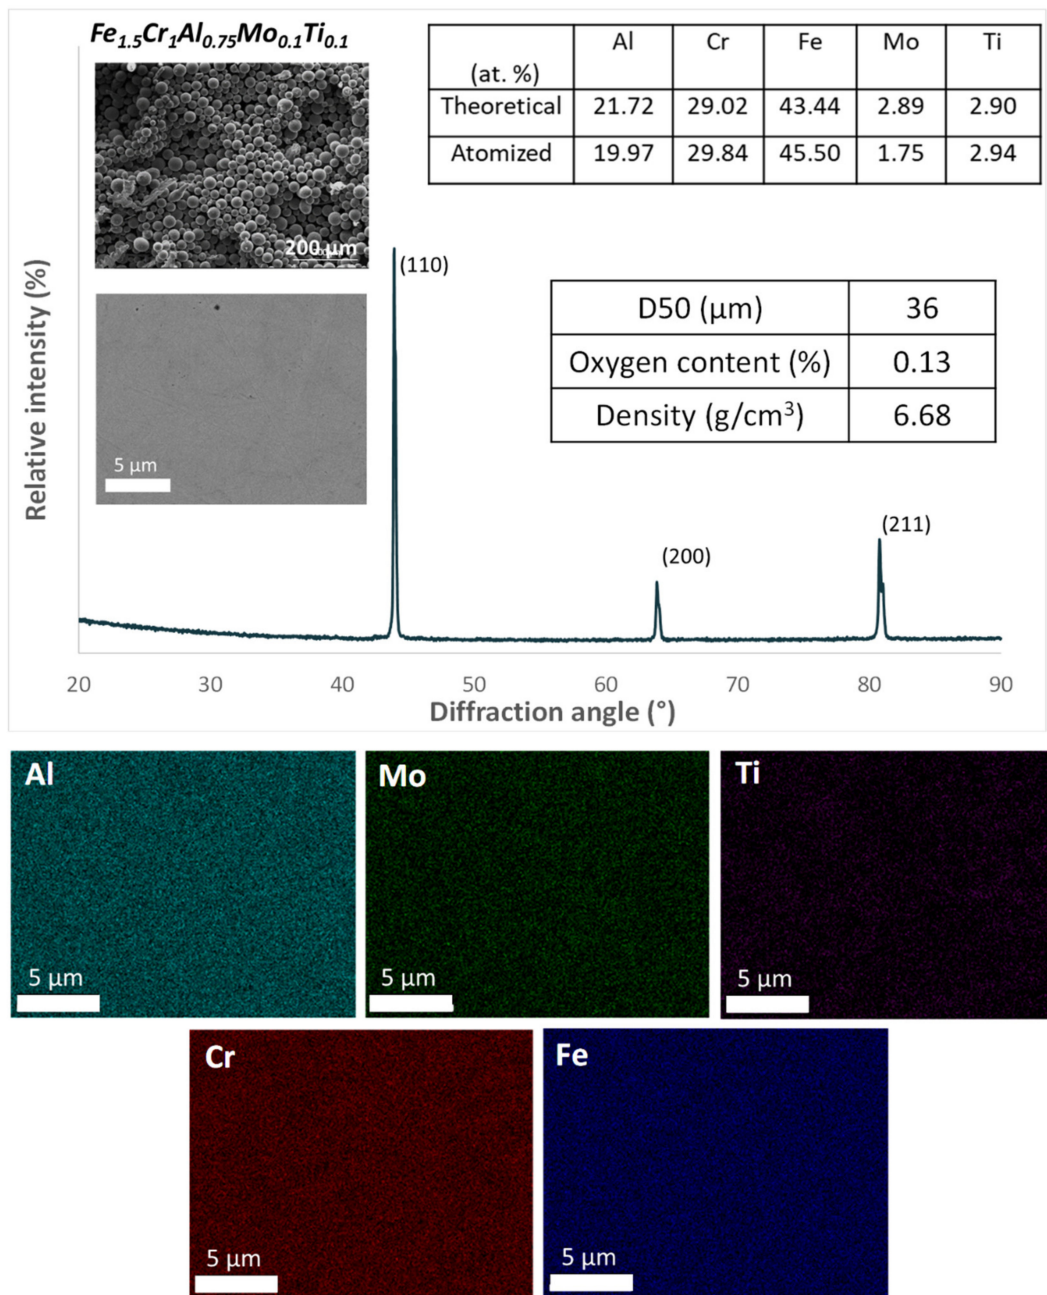 Fe1.5Cr1Al0.75Mo0.1Ti0.1
Al Cr Fe Mo Ti
(at. %)
Theoretical 21.72 29.02 43.44 2.89 2.90
Atomized 19.97 29.84 45.50 1.75 2.94
200 µm
(110)
D50 (µm) 36
Oxygen content (%) 0.13
Density (g/cm³) 6.68
5 µm
(211)
(200)
Relative intensity (%)
20 30 40 50 60 70 80 90
Diffraction angle (°)
Al
5 µm
Mo
5 µm
Ti
5 µm
Cr
5 µm
Fe
5 µm